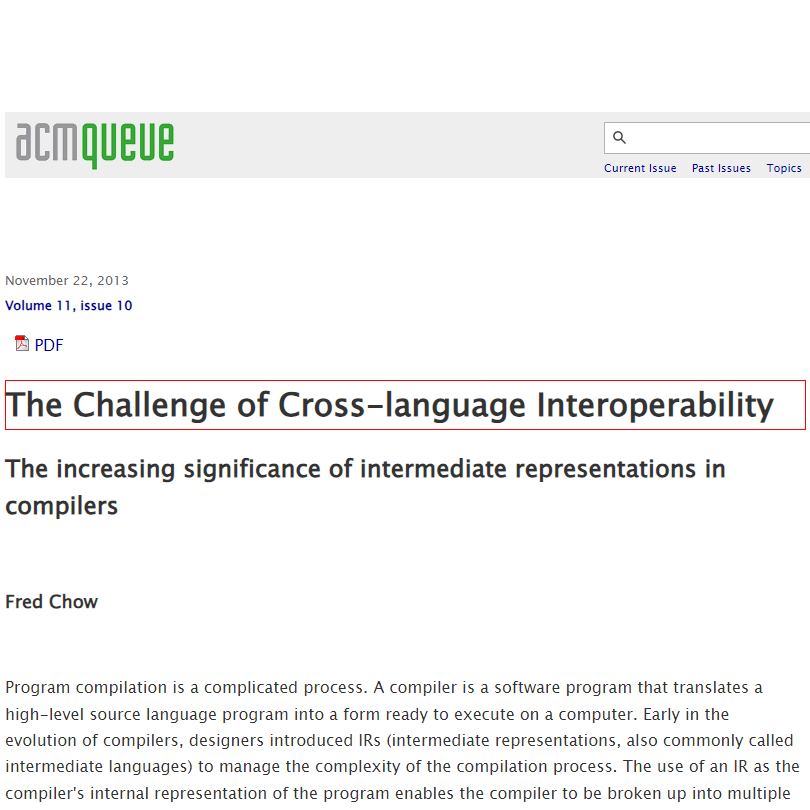 acmqueue
Current Issue Past Issues Topics
November 22, 2013
Volume 11, issue 10
PDF
The Challenge of Cross-language Interoperability
The increasing significance of intermediate representations in
compilers
Fred Chow
Program compilation is a complicated process. A compiler is a software program that translates a
high-level source language program into a form ready to execute on a computer. Early in the
evolution of compilers, designers introduced IRs (intermediate representations, also commonly called
intermediate languages) to manage the complexity of the compilation process. The use of an IR as the
compiler's internal representation of the program enables the compiler to be broken up into multiple